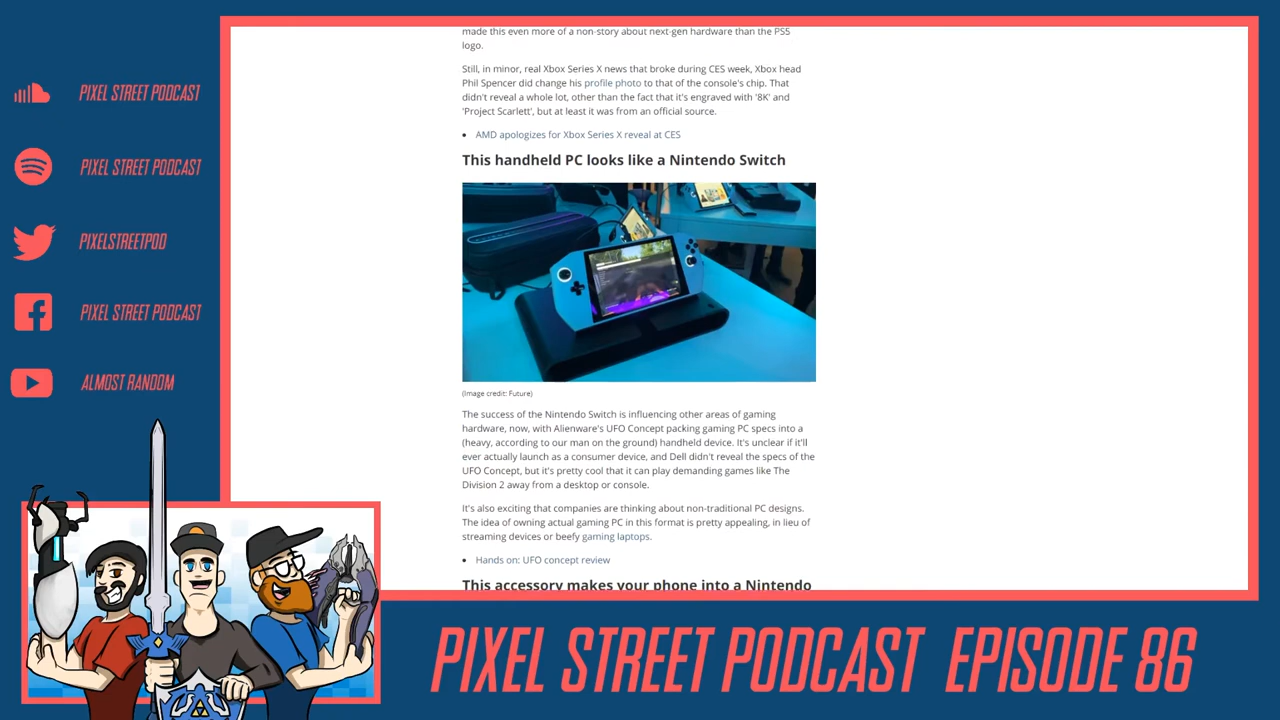 PIXEL STREET PODCAST
PIXEL STREET PODCAST
PIXELSTREETPOD
PIXEL STREET PODCAST
ALMOST RANDOM
made this even more of a non-story about next-gen hardware than the PS5
logo.
Still, in minor, real Xbox Series X news that broke during CES week, Xbox head
Phil Spencer did change his profile photo to that of the console's chip. That
didn't reveal a whole lot, other than the fact that it's engraved with '8K' and
'Project Scarlett', but at least it was from an official source.
• AMD apologizes for Xbox Series X reveal at CES
This handheld PC looks like a Nintendo Switch
(Image credit: Future)
The success of the Nintendo Switch is influencing other areas of gaming
hardware, now, with Alienware's UFO Concept packing gaming PC specs into a
(heavy, according to our man on the ground) handheld device. It's unclear if it'll
ever actually launch as a consumer device, and Dell didn't reveal the specs of the
UFO Concept, but it's pretty cool that it can play demanding games like The
Division 2 away from a desktop or console.
It's also exciting that companies are thinking about non-traditional PC designs.
The idea of owning actual gaming PC in this format is pretty appealing, in lieu of
streaming devices or beefy gaming laptops.
• Hands on: UFO concept review
This accessory makes your phone into a Nintendo
PIXEL STREET PODCAST EPISODE 86